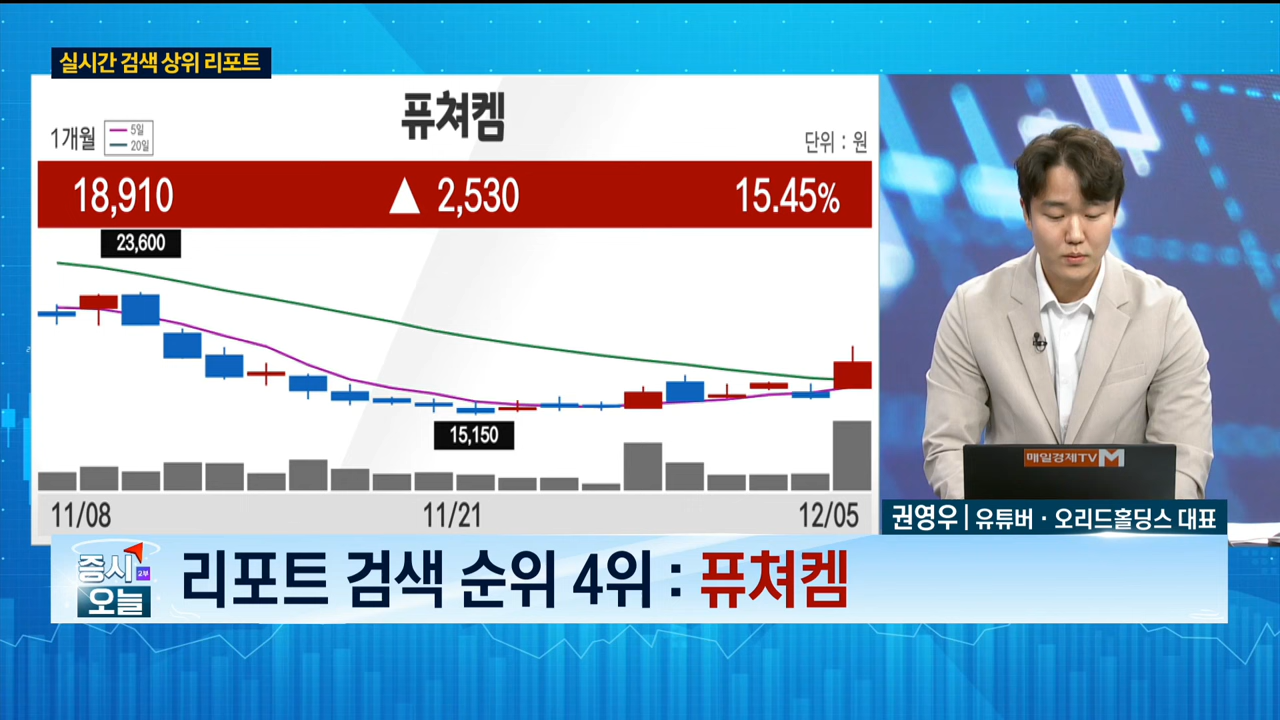 실시간 검색 상위 리포트
퓨쳐켐
1개월
5일
20일
단위 : 원
18,910 ▲ 2,530 15.45%
23,600
15,150
11/08 11/21 12/05
매일경제TV M
권영우 | 유튜버 · 오리드홀딩스 대표
증시
2부
오늘
리포트 검색 순위 4위 : 퓨쳐켐